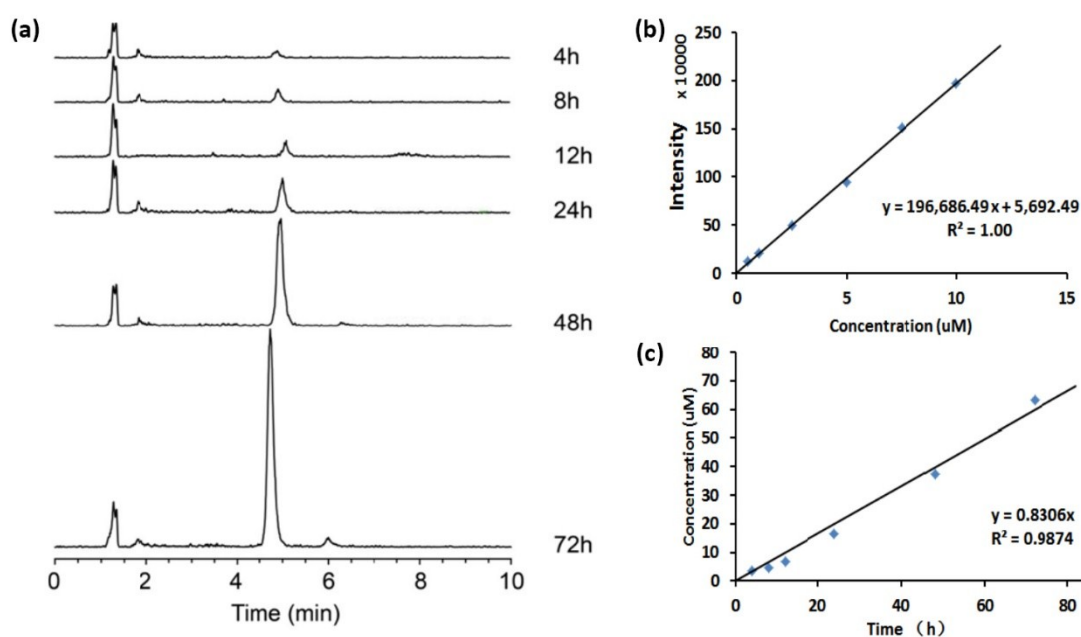 (a)
4h
8h
12h
24h
48h
72h
0 2 4 6 8 10
Time (min)
(b)
250
200
150
100
50
0
Intensity x 10000
y = 196,686.49 x + 5,692.49
R² = 1.00
0 5 10 15
Concentration (uM)
(c)
80
70
60
50
40
30
20
10
0
Concentration (uM)
y = 0.8306x
R² = 0.9874
0 20 40 60 80
Time （h）